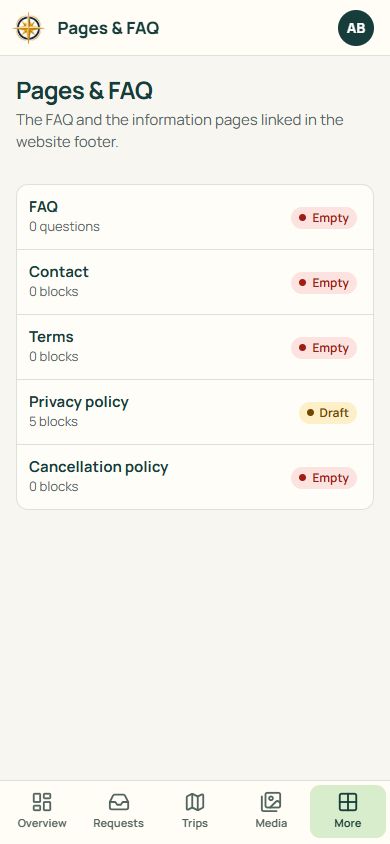 Pages & FAQ
AB
Pages & FAQ
The FAQ and the information pages linked in the
website footer.
FAQ
0 questions
Empty
Contact
0 blocks
Empty
Terms
0 blocks
Empty
Privacy policy
5 blocks
Draft
Cancellation policy
0 blocks
Empty
Overview
Requests
Trips
Media
More